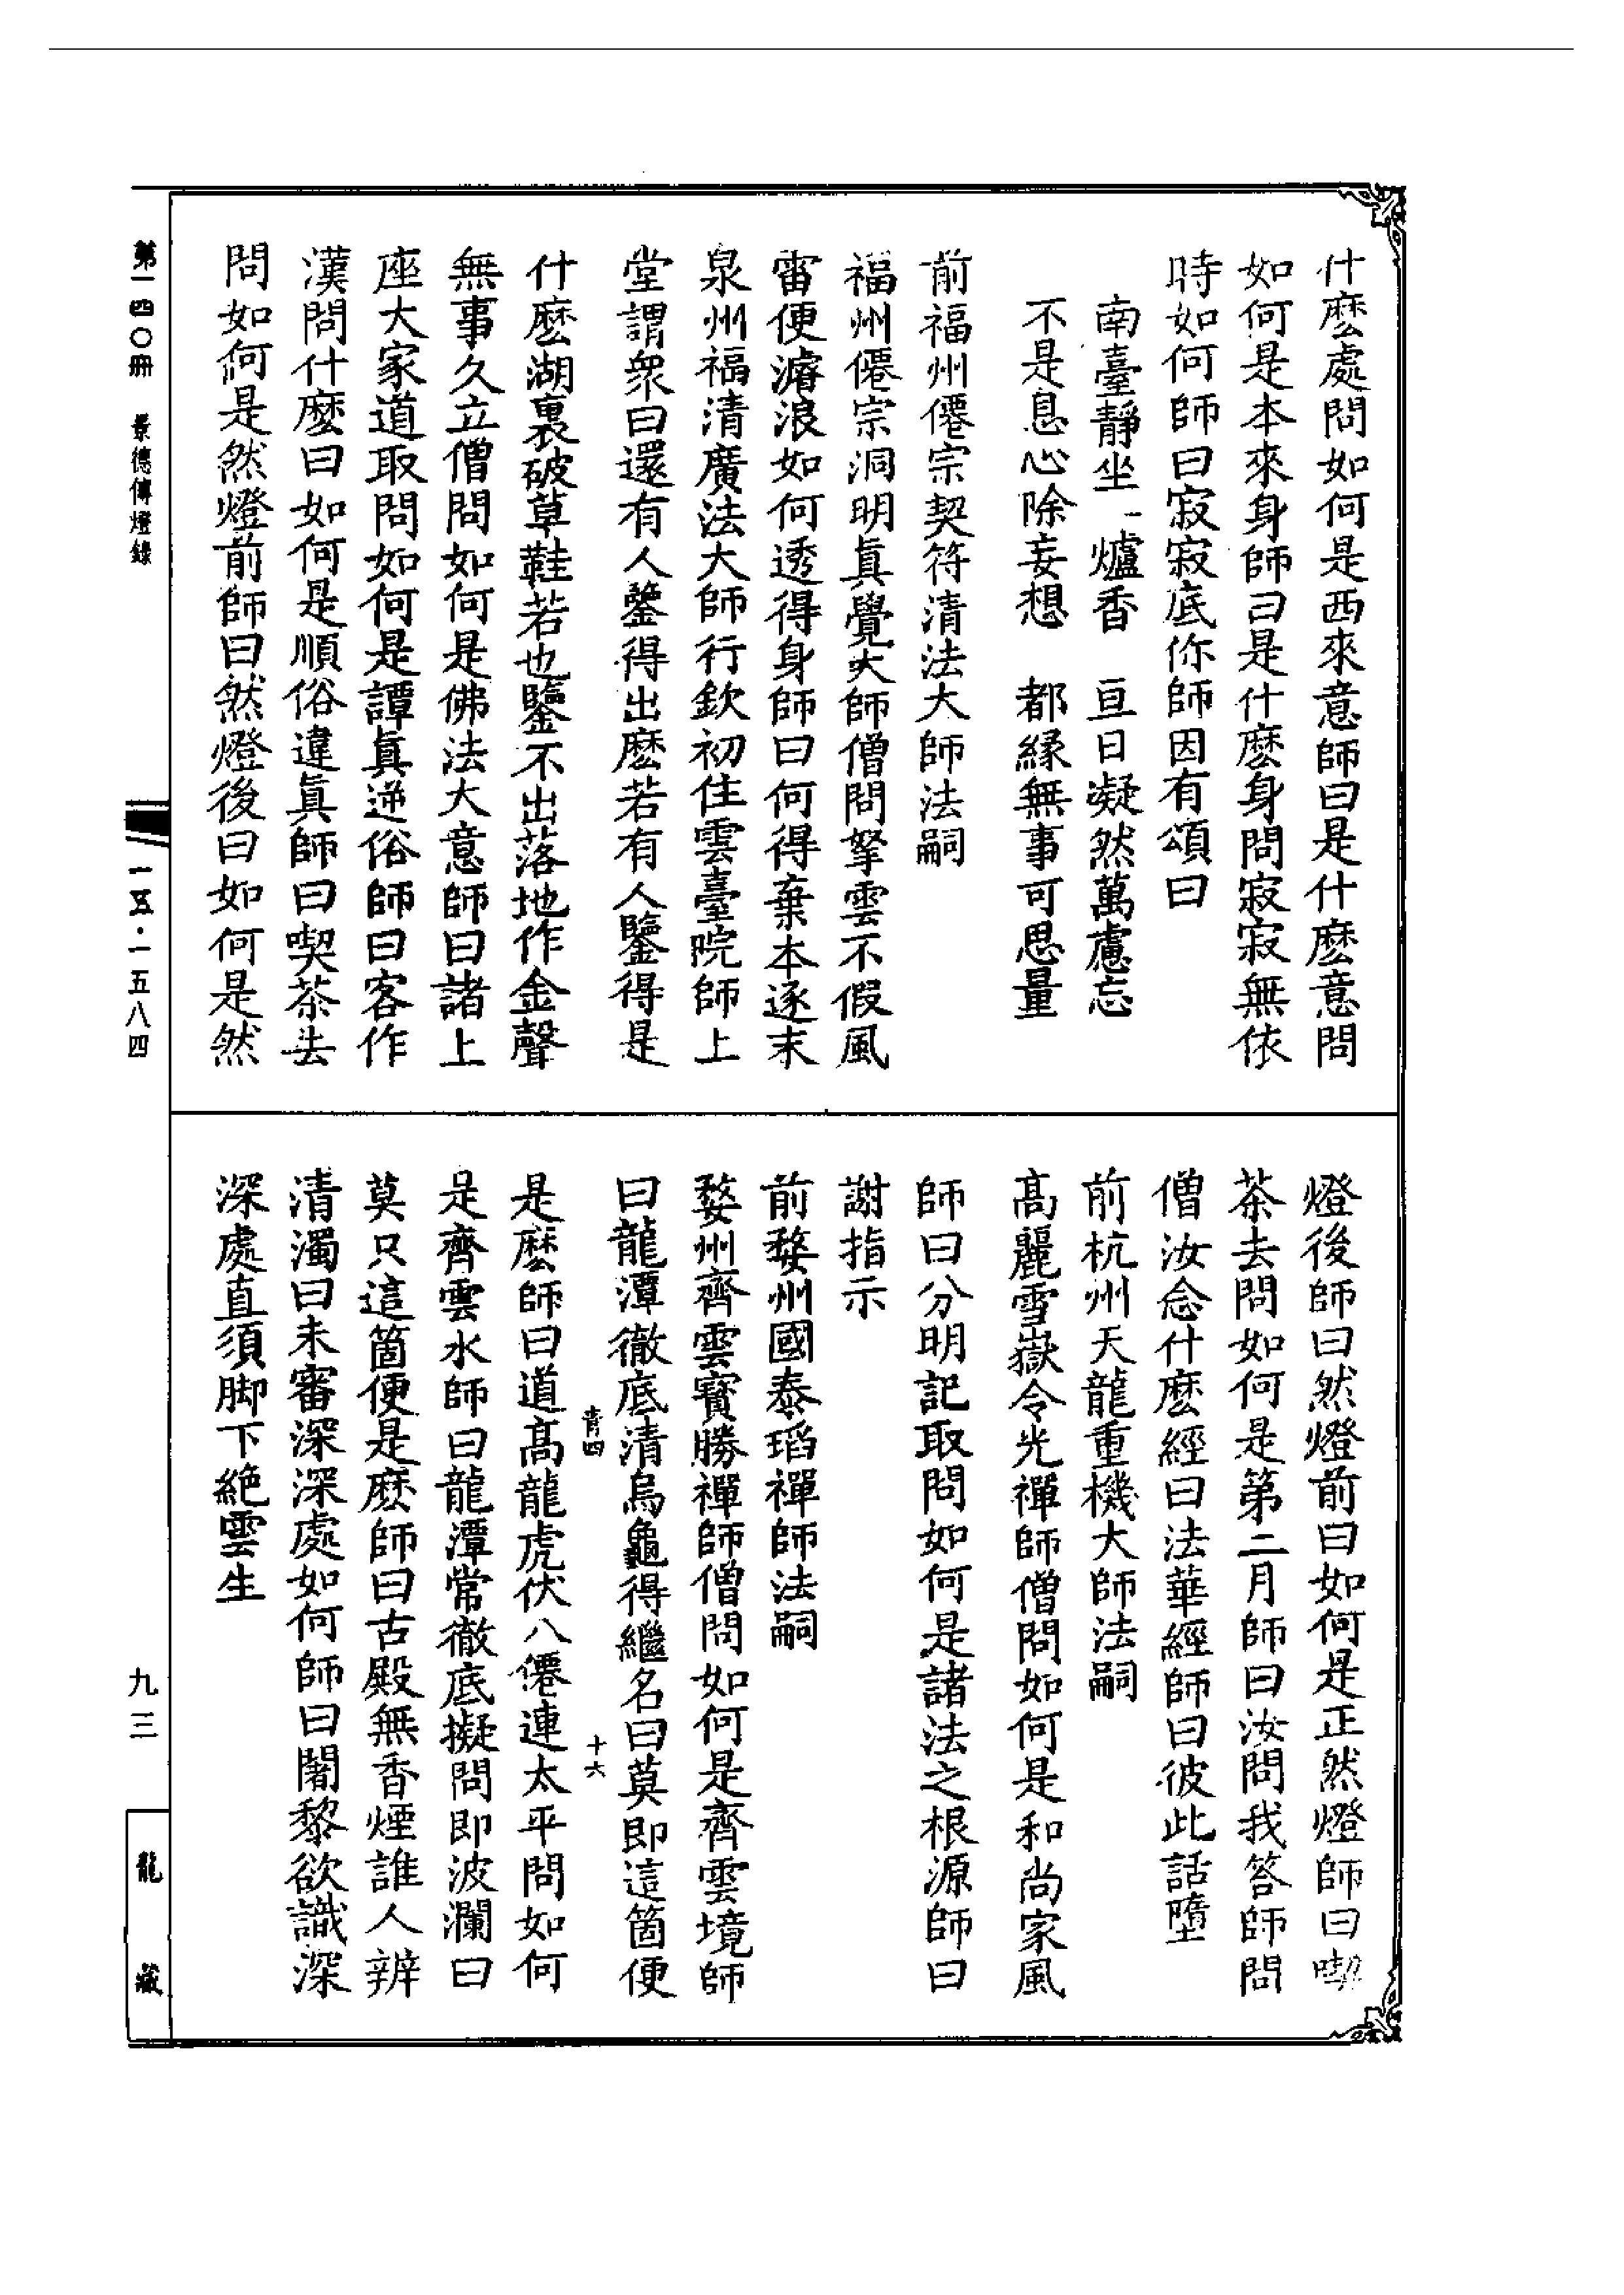 什麽處問如何是西來意師曰是什麽意問
如何是本來身師曰是什麽身問寂寂無依
時如何師曰寂寂底你師因有頌曰
南臺靜坐一爐香　亘日凝然萬慮忘
不是息心除妄想　都緣無事可思量
前福州僊宗契符清法大師法嗣
福州僊宗洞明真覺大師僧問拏雲不假風
雷便濬浪如何透得身師曰何得棄本逐末
泉州福清廣法大師行欽初住雲臺院師上
堂謂眾曰還有人鑒得出麽若有人鑒得是
什麽湖裏破草鞋若也鑒不出落地作金聲
無事久立僧問如何是佛法大意師曰諸上
座大家道取問如何是譚真逆俗師曰客作
漢問什麽曰如何是順俗違真師曰喫茶去
問如何是然燈前師曰然燈後曰如何是然
燈後師曰然燈前曰如何是正然燈師曰喫
茶去問如何是第二月師曰汝問我答師問
僧汝念什麽經曰法華經師曰彼此話墮
前杭州天龍重機大師法嗣
高麗雪嶽令光禪師僧問如何是和尚家風
師曰分明記取問如何是諸法之根源師曰
謝指示
前婺州國泰瑫禪師法嗣
婺州齊雲寶勝禪師僧問如何是齊雲境師
曰龍潭徹底清烏龜得繼名曰莫即這箇便
青四　十六
是麽師曰道高龍虎伏八僊連太平問如何
是齊雲水師曰龍潭常徹底擬問即波瀾曰
莫只這箇便是麽師曰古殿無香煙誰人辨
清濁曰未審深深處如何師曰闍黎欲識深
深處直須脚下絕雲生
第一四〇冊　景德傳燈錄
一五·一五八四
九三
龍藏